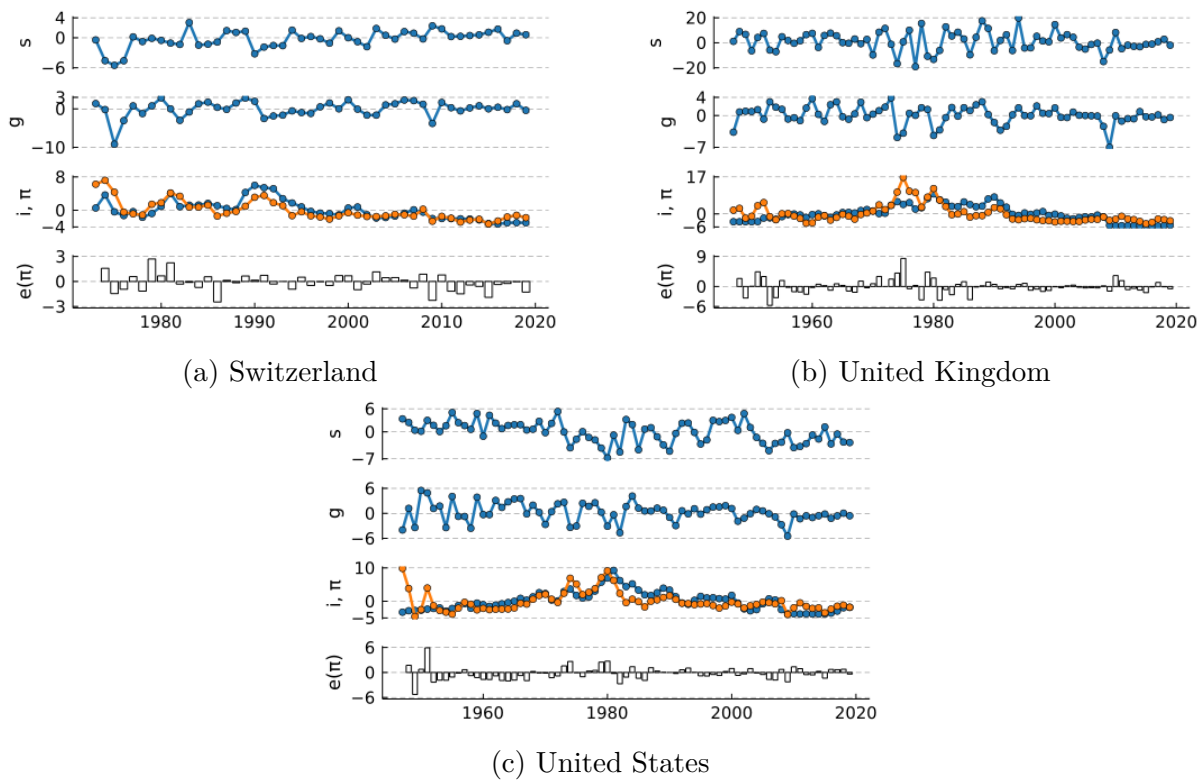 s
4
0
−6
g
3
0
−10
i, π
8
0
−4
e(π)
3
0
−3
1980 1990 2000 2010 2020
(a) Switzerland
s
20
0
−20
g
4
0
−7
i, π
17
0
−6
e(π)
9
0
−6
1960 1980 2000 2020
(b) United Kingdom
s
6
0
−7
g
6
0
−6
i, π
10
0
−5
e(π)
6
0
−6
1960 1980 2000 2020
(c) United States